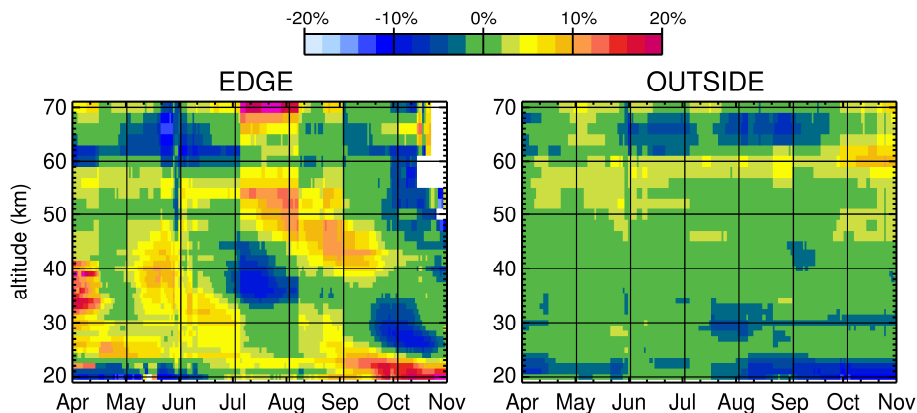 -20% -10% 0% 10% 20%
EDGE OUTSIDE
altitude (km)
70 70
60 60
50 50
40 40
30 30
20 20
Apr May Jun Jul Aug Sep Oct Nov Apr May Jun Jul Aug Sep Oct Nov